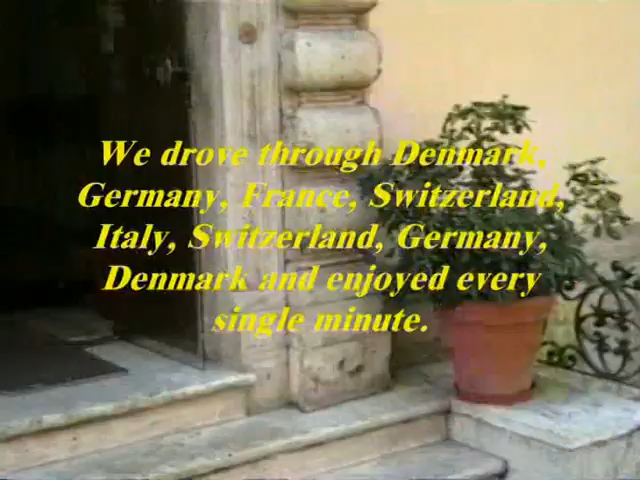 We drove through Denmark,
Germany, France, Switzerland,
Italy, Switzerland, Germany,
Denmark and enjoyed every
single minute.